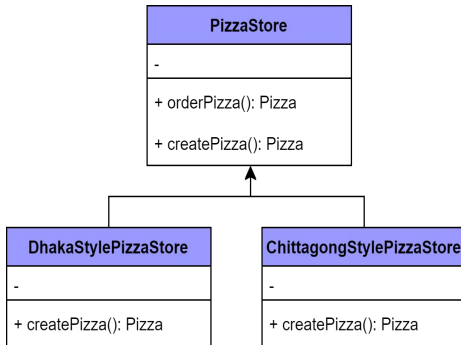 PizzaStore
-
+ orderPizza(): Pizza
+ createPizza(): Pizza
DhakaStylePizzaStore
-
+ createPizza(): Pizza
ChittagongStylePizzaStore
-
+ createPizza(): Pizza